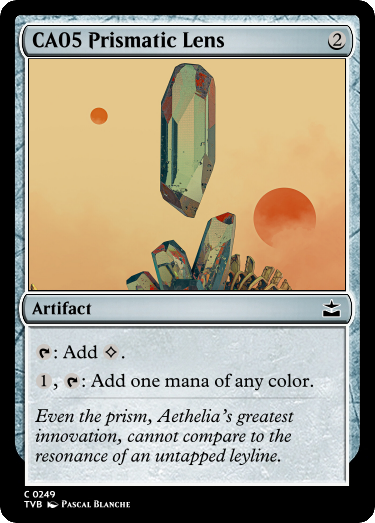 CA05 Prismatic Lens 2
Artifact
: Add .
1, : Add one mana of any color.
Even the prism, Aethelia's greatest
innovation, cannot compare to the
resonance of an untapped leyline.
C 0249
TVB Pascal Blanche